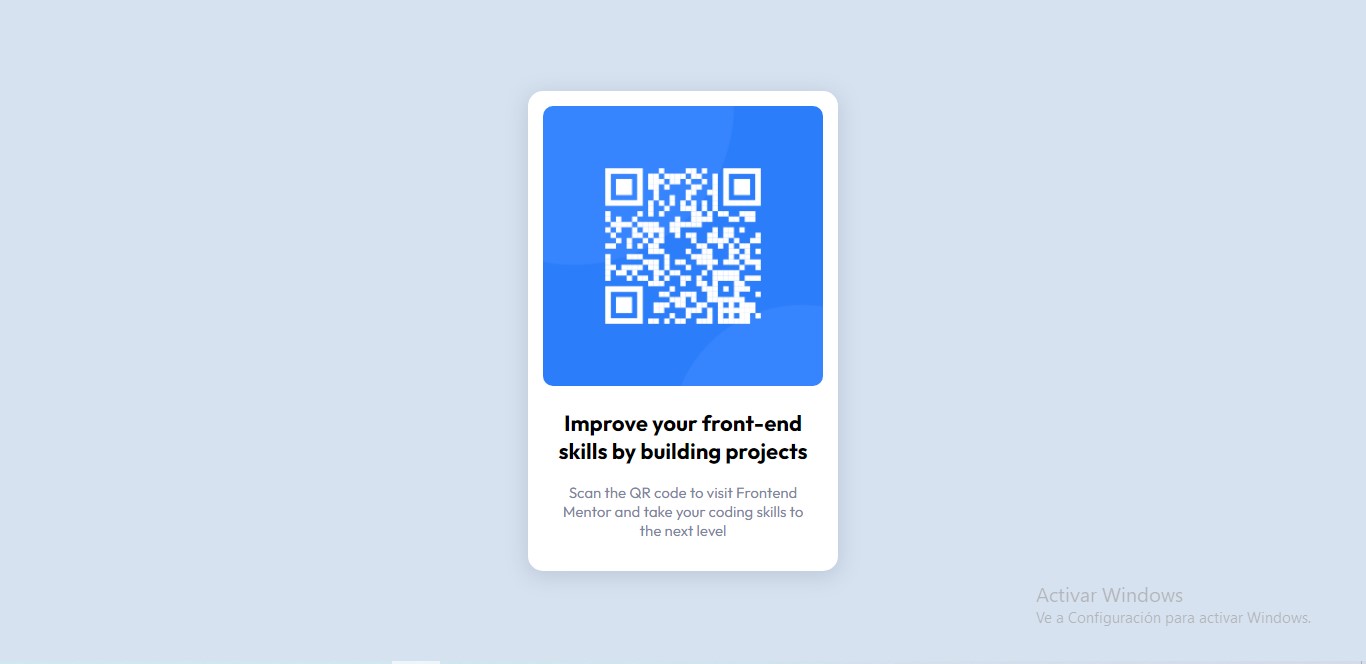 Improve your front-end
skills by building projects
Scan the QR code to visit Frontend
Mentor and take your coding skills to
the next level
Activar Windows
Ve a Configuración para activar Windows.